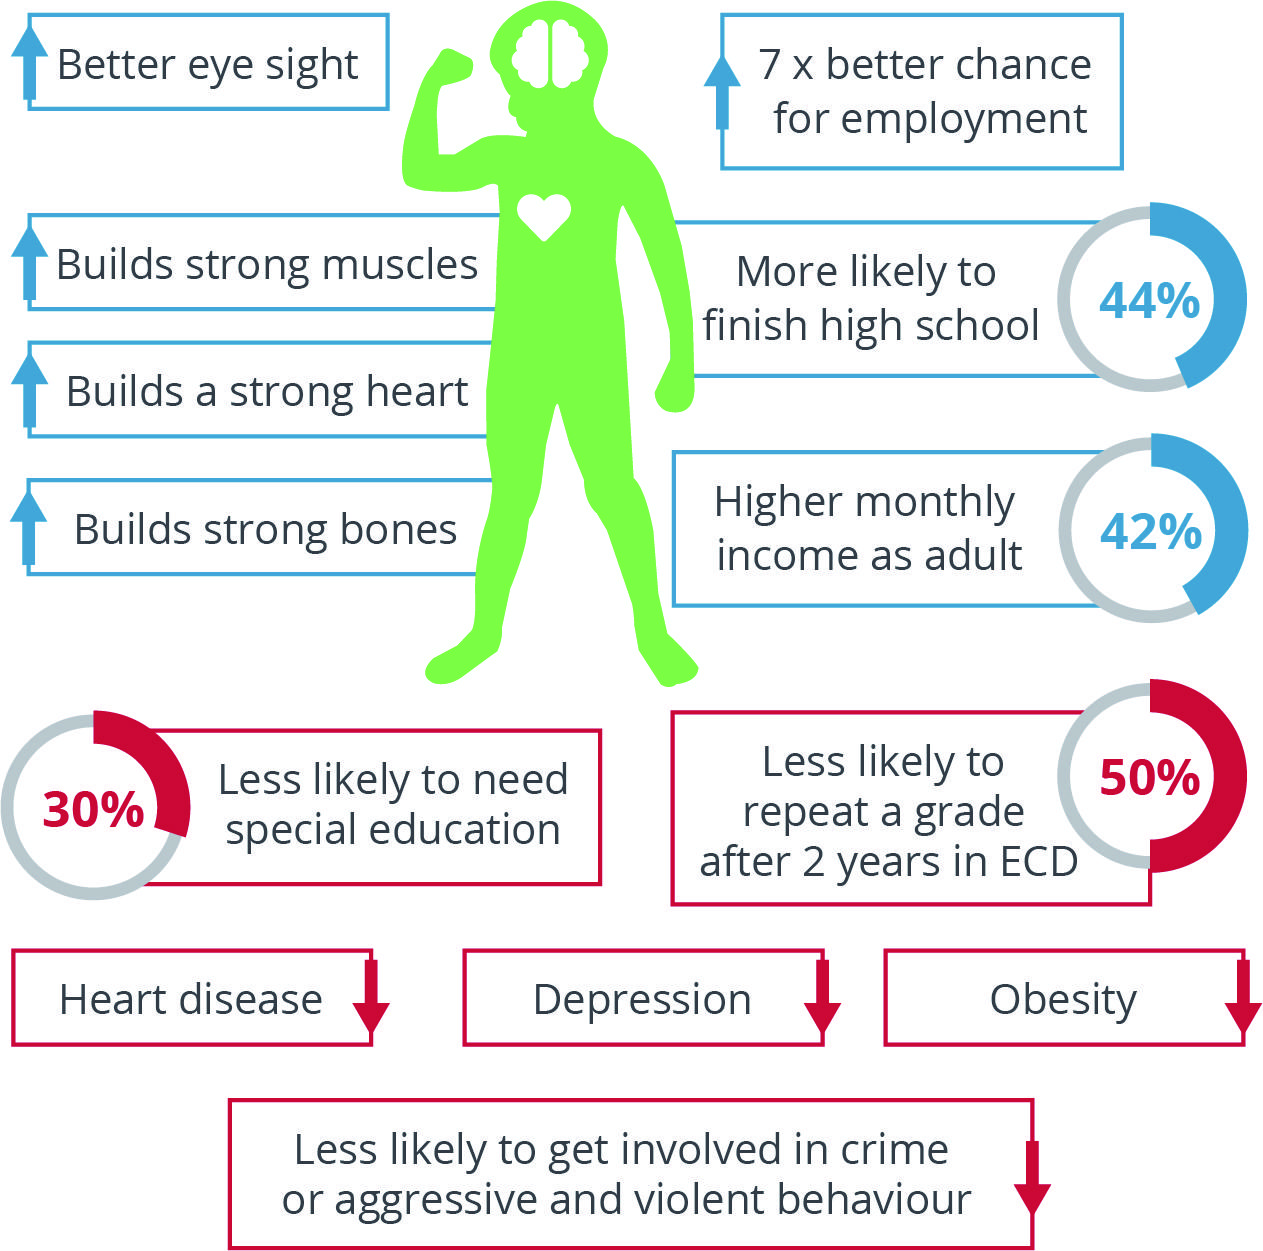 Better eye sight
7 x better chance
for employment
Builds strong muscles
More likely to
finish high school
44%
Builds a strong heart
Builds strong bones
Higher monthly
income as adult
42%
30%
Less likely to need
special education
Less likely to
repeat a grade
after 2 years in ECD
50%
Heart disease
Depression
Obesity
Less likely to get involved in crime
or aggressive and violent behaviour